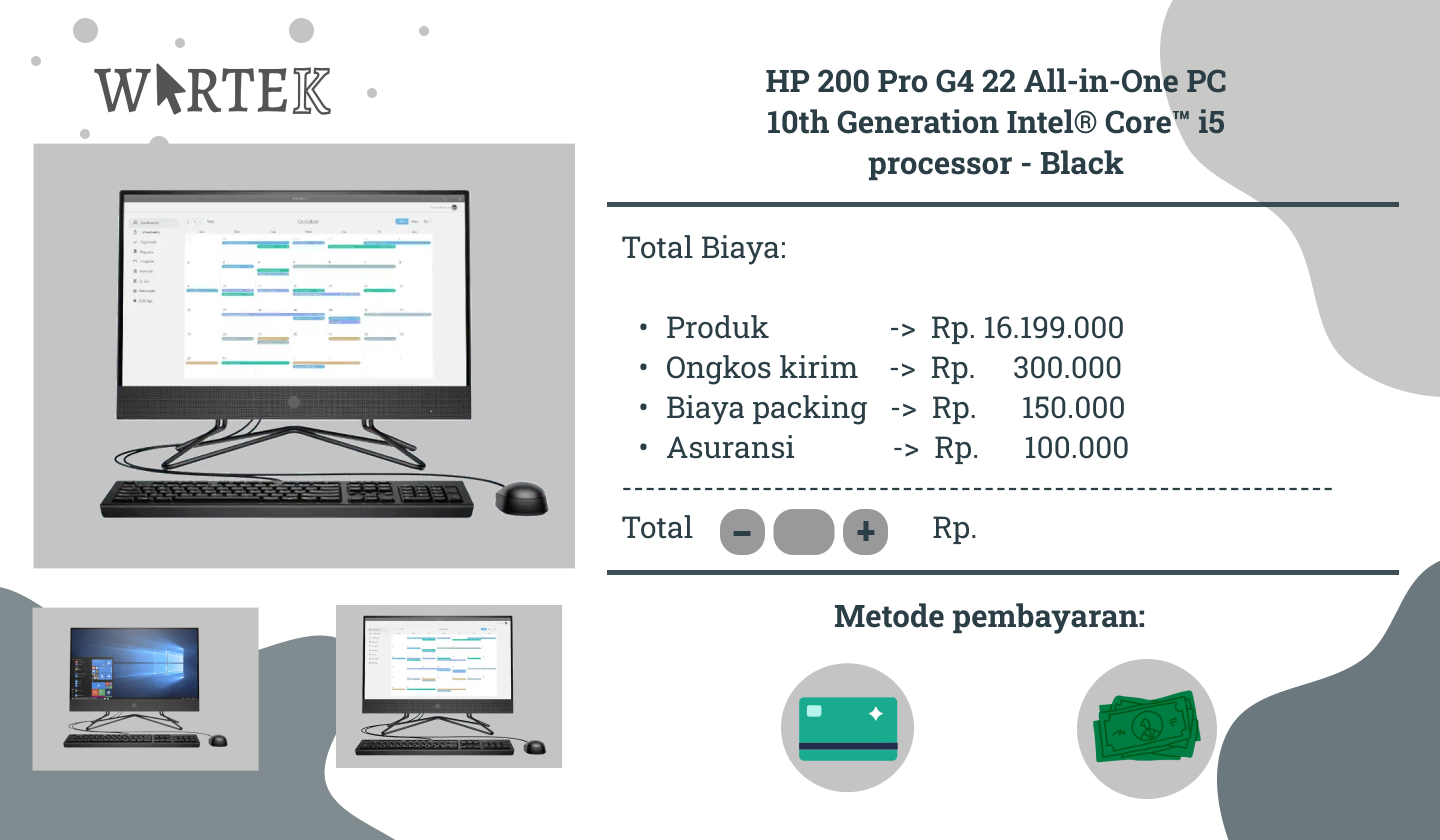 WARTEK
HP 200 Pro G4 22 All-in-One PC
10th Generation Intel® Core™ i5
processor - Black
Total Biaya:
• Produk -> Rp. 16.199.000
• Ongkos kirim -> Rp. 300.000
• Biaya packing -> Rp. 150.000
• Asuransi -> Rp. 100.000
Total - + Rp.
Metode pembayaran:
October